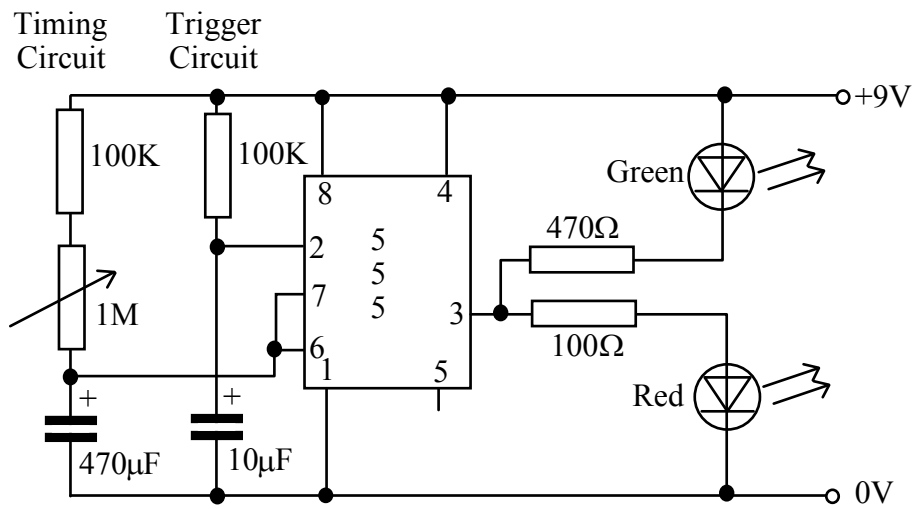 Timing
Circuit
Trigger
Circuit
+9V
100K
100K
8
4
Green
470Ω
2
5
5
5
7
3
1M
6
100Ω
1
5
+
+
Red
470μF
10μF
0V